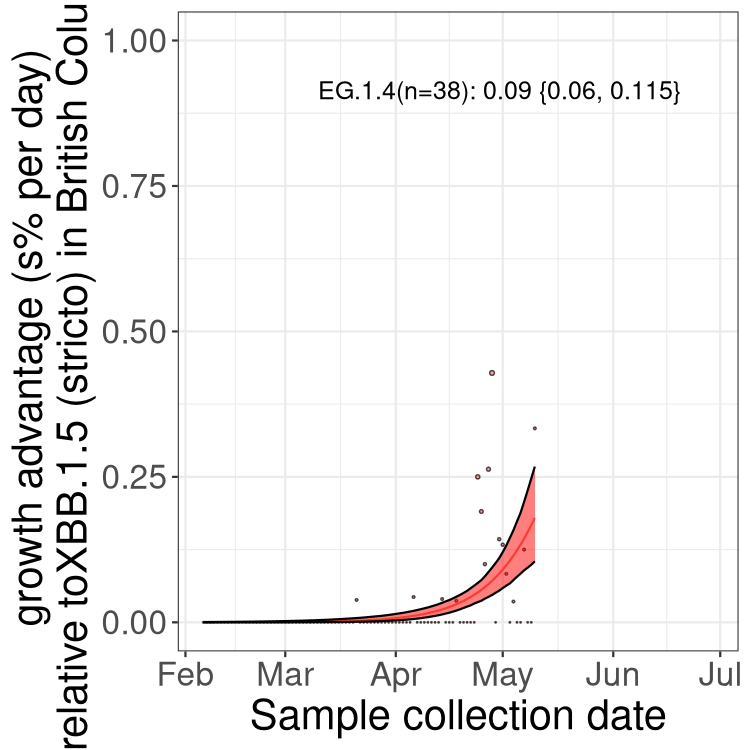 growth advantage (s% per day)
relative toXBB.1.5 (stricto) in British Colu
1.00
0.75
0.50
0.25
0.00
EG.1.4(n=38): 0.09 {0.06, 0.115}
Feb Mar Apr May Jun Jul
Sample collection date